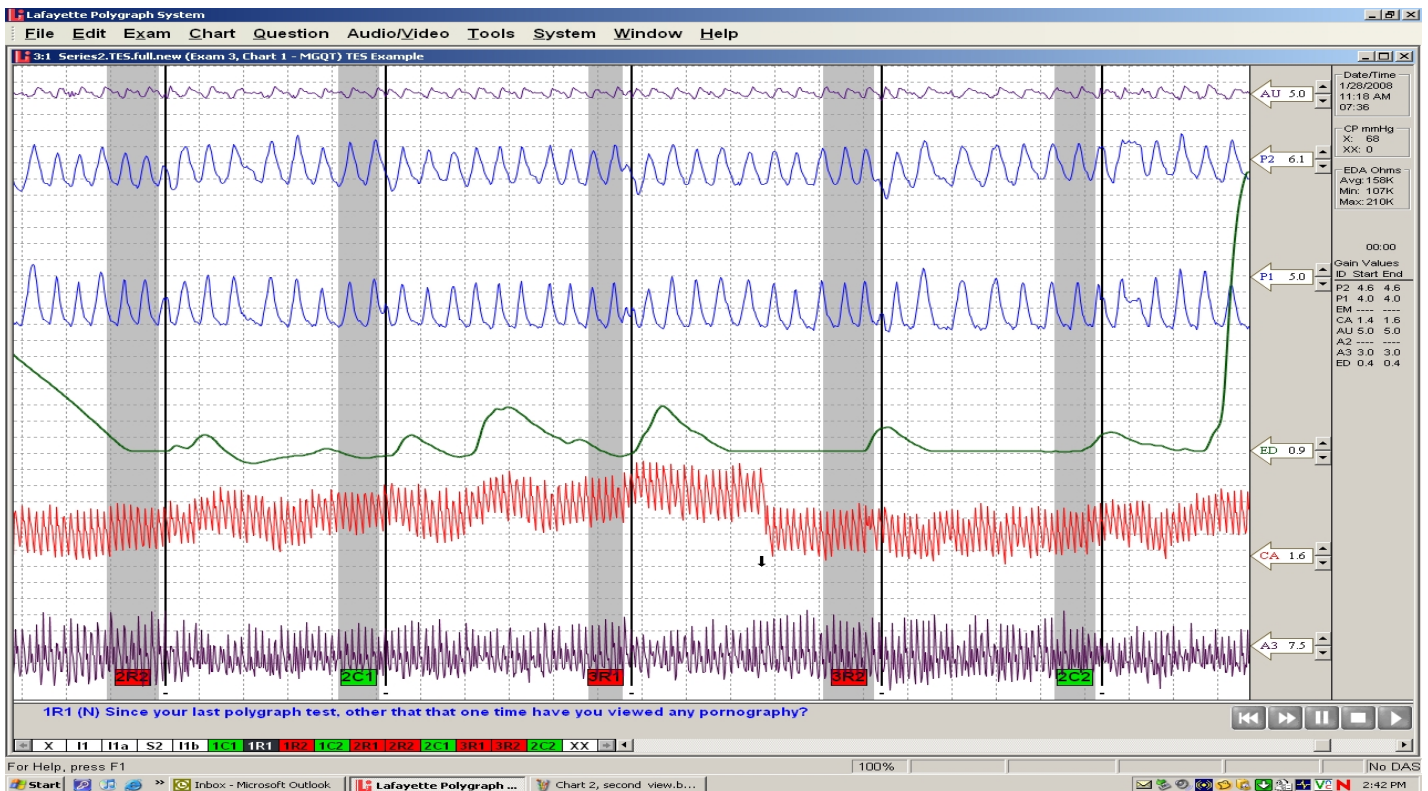 Lafayette Polygraph System
File Edit Exam Chart Question Audio/Video Tools System Window Help
3:1 Series2.TES.full.new (Exam 3, Chart 1 - MGQT) TES Example
Date/Time
1/28/2008
11:18 AM
07:36
CP mmHg
X: 68
XX: 0
EDA Ohms
Avg: 158K
Min: 107K
Max: 210K
00:00
Gain Values
ID Start End
P2 4.6 4.6
P1 4.0 4.0
EM ---- ----
CA 1.4 1.6
AU 5.0 5.0
A2 ---- ----
A3 3.0 3.0
ED 0.4 0.4
AU 5.0
P2 6.1
P1 5.0
ED 0.9
CA 1.6
A3 7.5
2R2 2C1 3R1 3R2 2C2
- - - - -
1R1 (N) Since your last polygraph test, other that that one time have you viewed any pornography?
X I1 I1a S2 I1b 1C1 1R1 1R2 1C2 2R1 2R2 2C1 3R1 3R2 2C2 XX
For Help, press F1 100% No DAS
Start Inbox - Microsoft Outlook Lafayette Polygraph ... Chart 2, second view.b... 2:42 PM